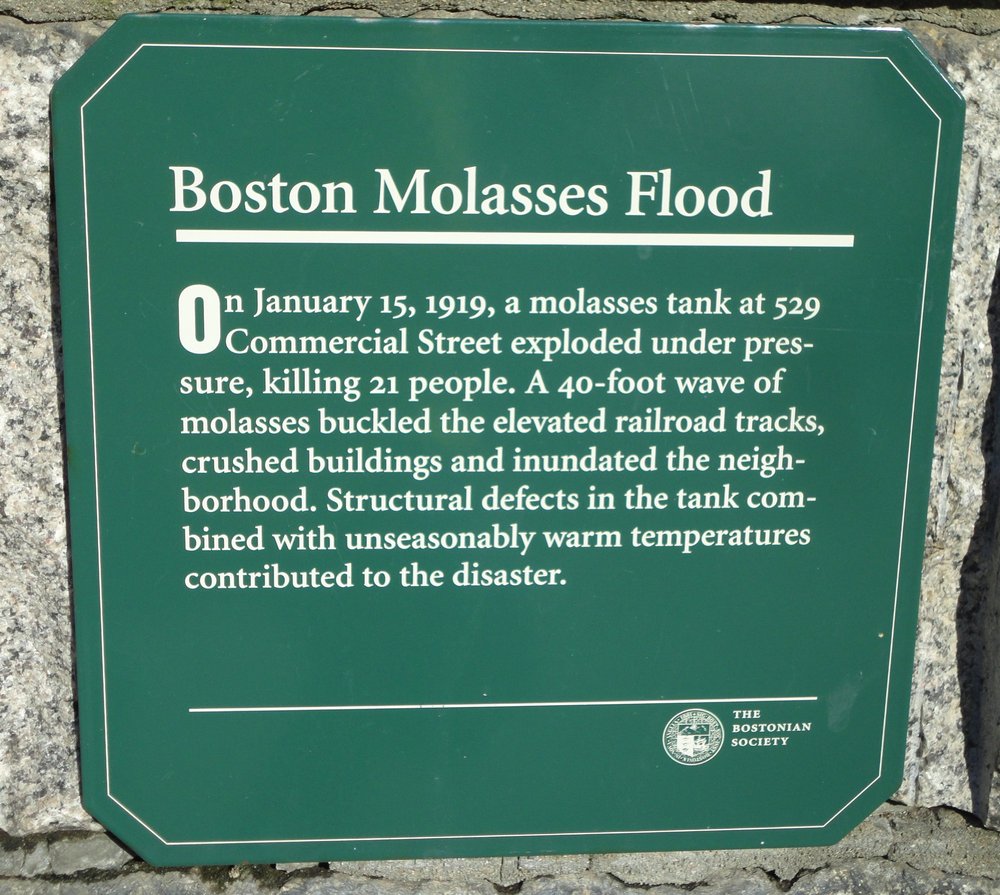 Boston Molasses Flood
On January 15, 1919, a molasses tank at 529
Commercial Street exploded under pres-
sure, killing 21 people. A 40-foot wave of
molasses buckled the elevated railroad tracks,
crushed buildings and inundated the neigh-
borhood. Structural defects in the tank com-
bined with unseasonably warm temperatures
contributed to the disaster.
THE
BOSTONIAN
SOCIETY